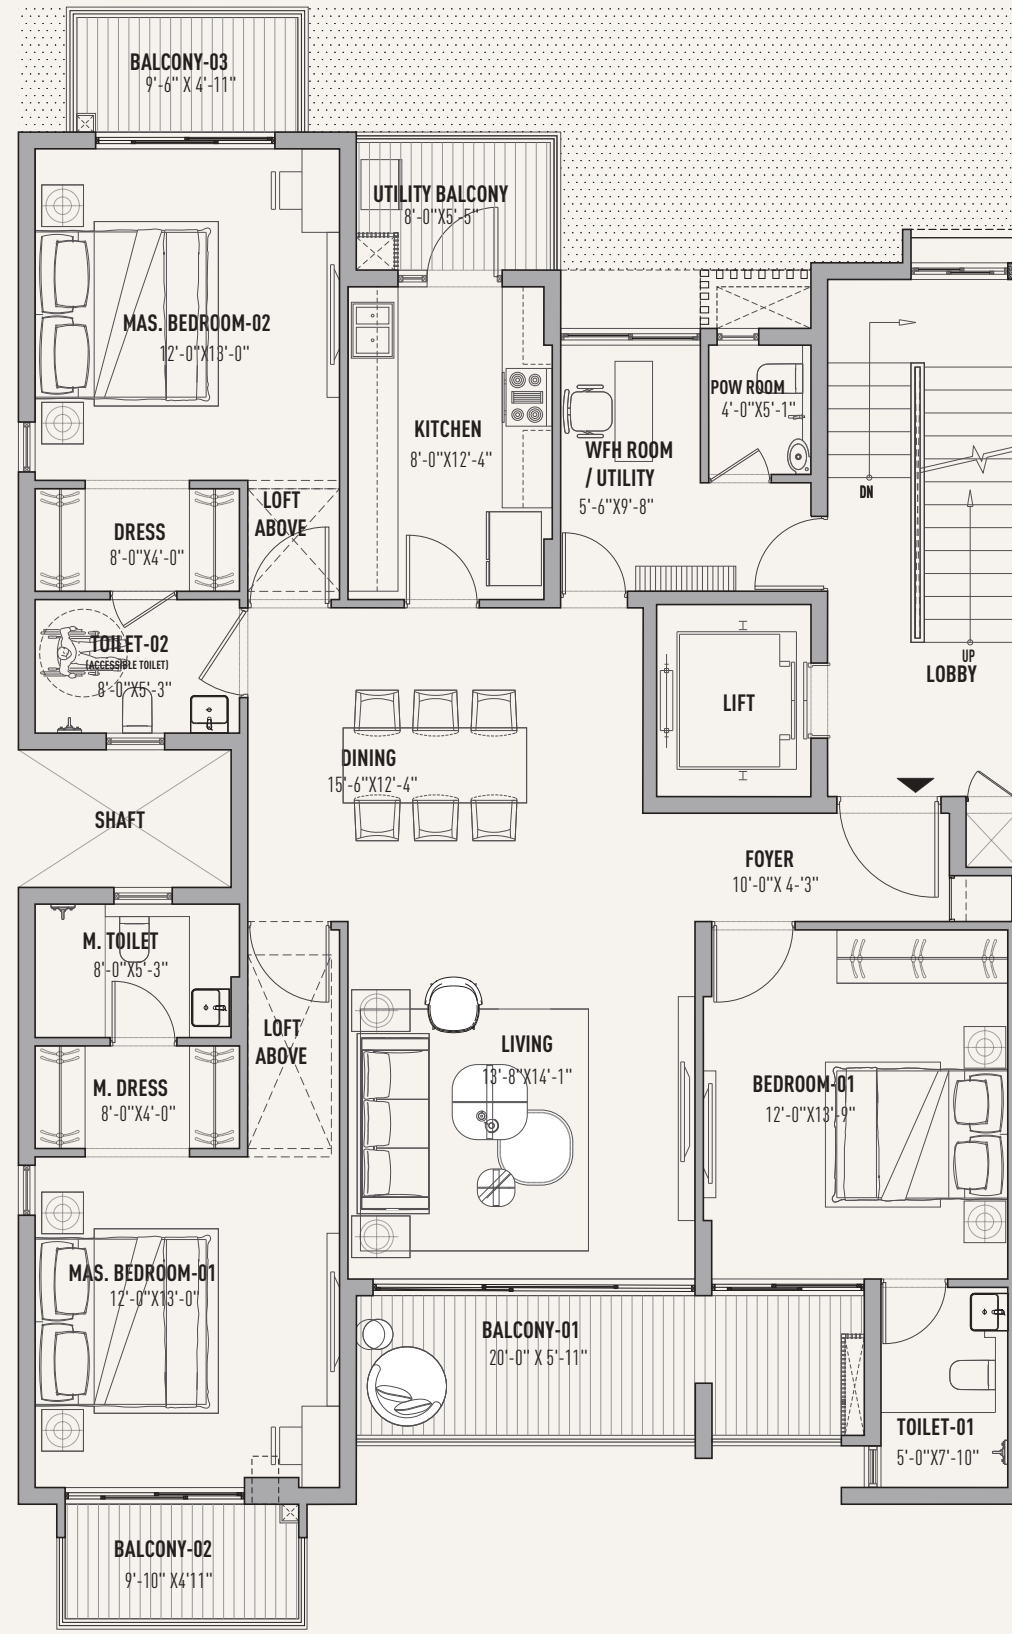 BALCONY-03
9'-6" X 4'-11"
UTILITY BALCONY
8'-0"X5'-5"
MAS. BEDROOM-02
12'-0"X13'-0"
POW ROOM
4'-0"X5'-1"
KITCHEN
8'-0"X12'-4"
WFH ROOM
/ UTILITY
5'-6"X9'-8"
DN
LOFT
ABOVE
DRESS
8'-0"X4'-0"
TOILET-02
(ACCESSIBLE TOILET)
8'-0"X5'-3"
UP
LOBBY
LIFT
DINING
15'-6"X12'-4"
SHAFT
FOYER
10'-0"X 4-'3"
M. TOILET
8'-0"X5'-3"
LOFT
ABOVE
LIVING
13'-8"X14'-1"
M. DRESS
8'-0"X4'-0"
BEDROOM-01
12'-0"X13'-9"
MAS. BEDROOM-01
12'-0"X13'-0"
BALCONY-01
20'-0" X 5'-11"
TOILET-01
5'-0"X7'-10"
BALCONY-02
9'-10" X4'11"